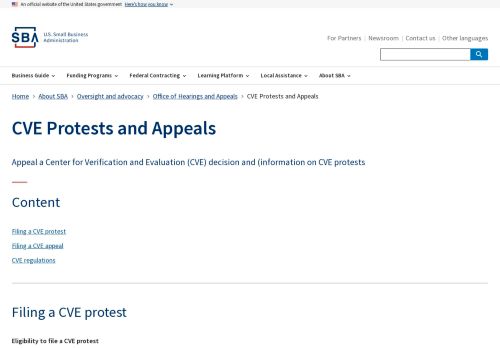 An official website of the United States government Here's how you know
SBA U.S. Small Business
Administration
For Partners Newsroom Contact us Other languages
Business Guide Funding Programs Federal Contracting Learning Platform Local Assistance About SBA
Home About SBA Oversight and advocacy Office of Hearings and Appeals CVE Protests and Appeals
CVE Protests and Appeals
Appeal a Center for Verification and Evaluation (CVE) decision and (information on CVE protests
Content
Filing a CVE protest
Filing a CVE appeal
CVE regulations
Filing a CVE protest
Eligibility to file a CVE protest